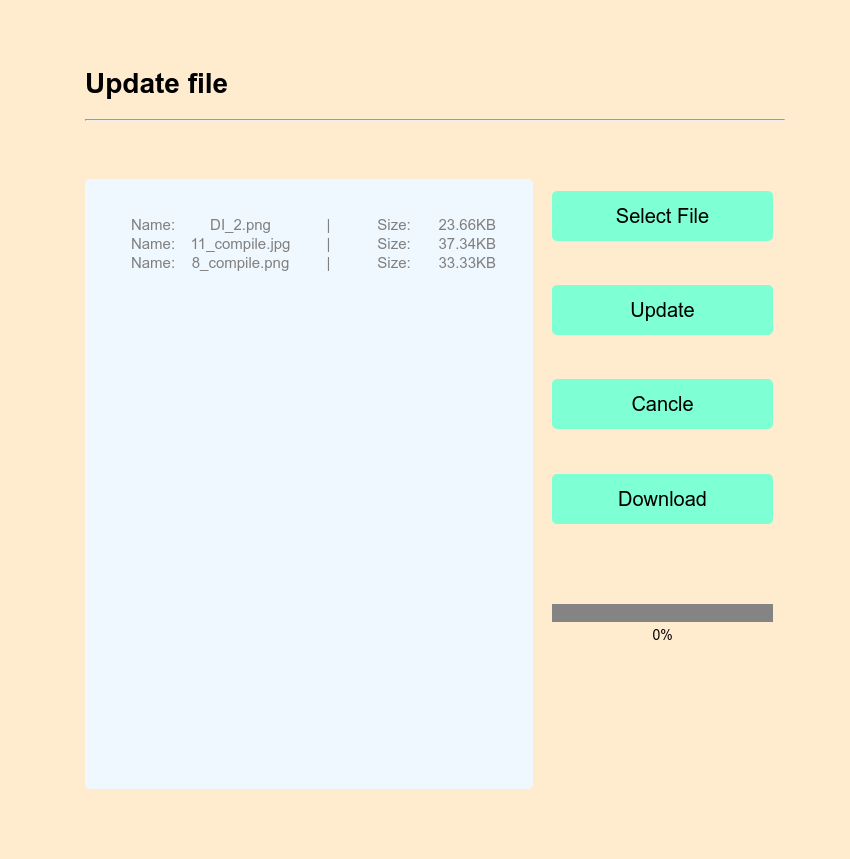 Update file
Name: DI_2.png | Size: 23.66KB
Name: 11_compile.jpg | Size: 37.34KB
Name: 8_compile.png | Size: 33.33KB
Select File
Update
Cancle
Download
0%